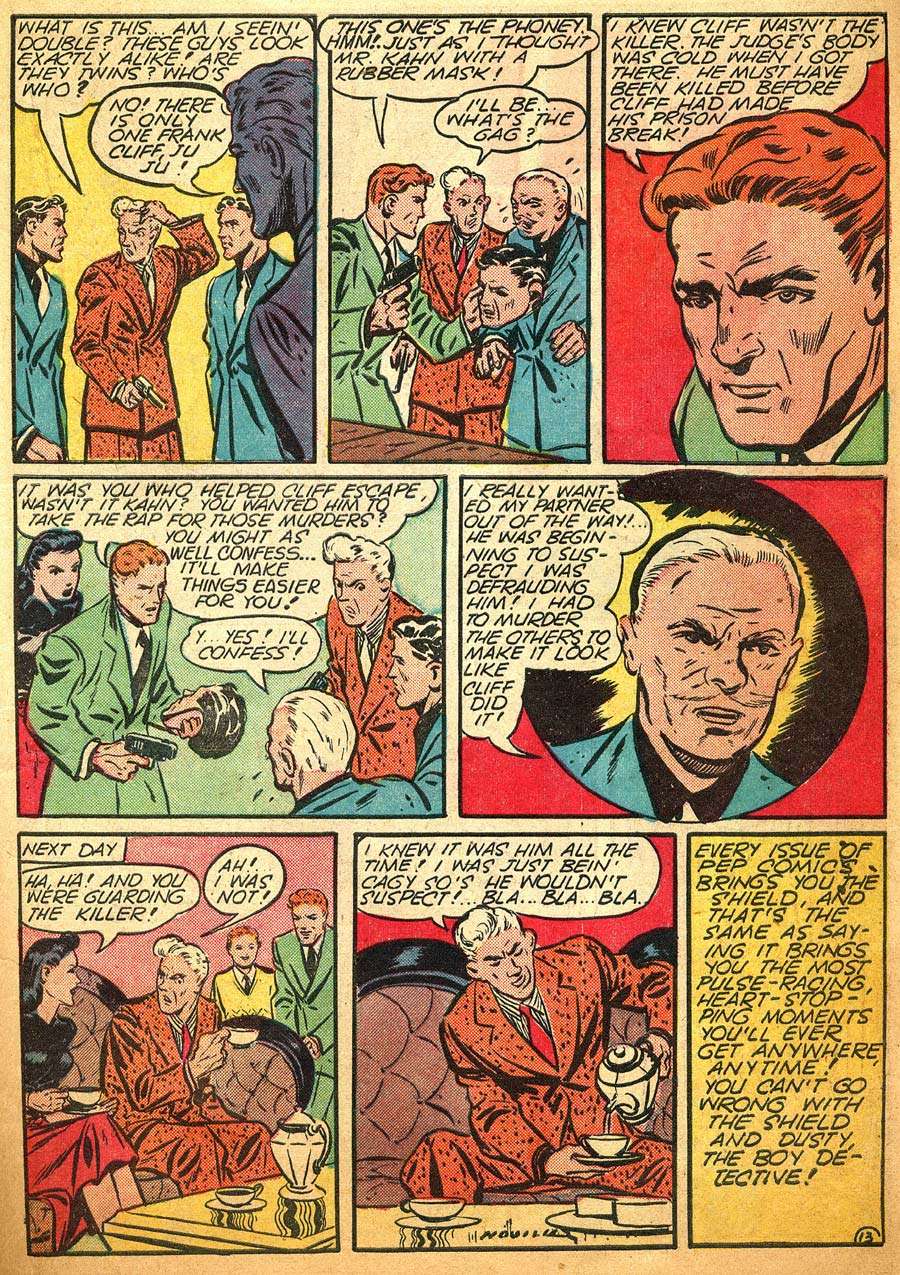 WHAT IS THIS... AM I SEEIN'
DOUBLE? THESE GUYS LOOK
EXACTLY ALIKE! ARE
THEY TWINS? WHO'S
WHO?
NO! THERE
IS ONLY
ONE FRANK
CLIFF, JU
JU!
THIS ONE'S THE PHONEY.
HMM!. JUST AS I THOUGHT
MR. KAHN WITH A
RUBBER MASK!
I'LL BE...
WHAT'S THE
GAG?
I KNEW CLIFF WASN'T THE
KILLER. THE JUDGE'S BODY
WAS COLD WHEN I GOT
THERE. HE MUST HAVE
BEEN KILLED BEFORE
CLIFF HAD MADE
HIS PRISON
BREAK!
IT WAS YOU WHO HELPED CLIFF ESCAPE,
WASN'T IT KAHN? YOU WANTED HIM TO
TAKE THE RAP FOR THOSE MURDERS?
YOU MIGHT AS
WELL CONFESS...
IT'LL MAKE
THINGS EASIER
FOR YOU!
Y...YES! I'LL
CONFESS!
I REALLY WANT-
ED MY PARTNER
OUT OF THE WAY!...
HE WAS BEGIN-
NING TO SUS-
PECT I WAS
DEFRAUDING
HIM! I HAD
TO MURDER
THE OTHERS TO
MAKE IT LOOK
LIKE
CLIFF
DID
IT!
NEXT DAY
HA, HA! AND YOU
WERE GUARDING
THE KILLER!
AH!
I WAS
NOT!
I KNEW IT WAS HIM ALL THE
TIME! I WAS JUST BEIN'
CAGY SO'S HE WOULDN'T
SUSPECT!...BLA...BLA...BLA.
NOVICK
EVERY ISSUE OF
PEP COMICS
BRINGS YOU THE
SHIELD, AND
THAT'S THE
SAME AS SAY-
ING IT BRINGS
YOU THE MOST
PULSE-RACING,
HEART-STOP-
PING MOMENTS
YOU'LL EVER
GET ANYWHERE,
ANYTIME!
YOU CAN'T GO
WRONG WITH
THE SHIELD
AND DUSTY,
THE BOY DE-
TECTIVE!
13